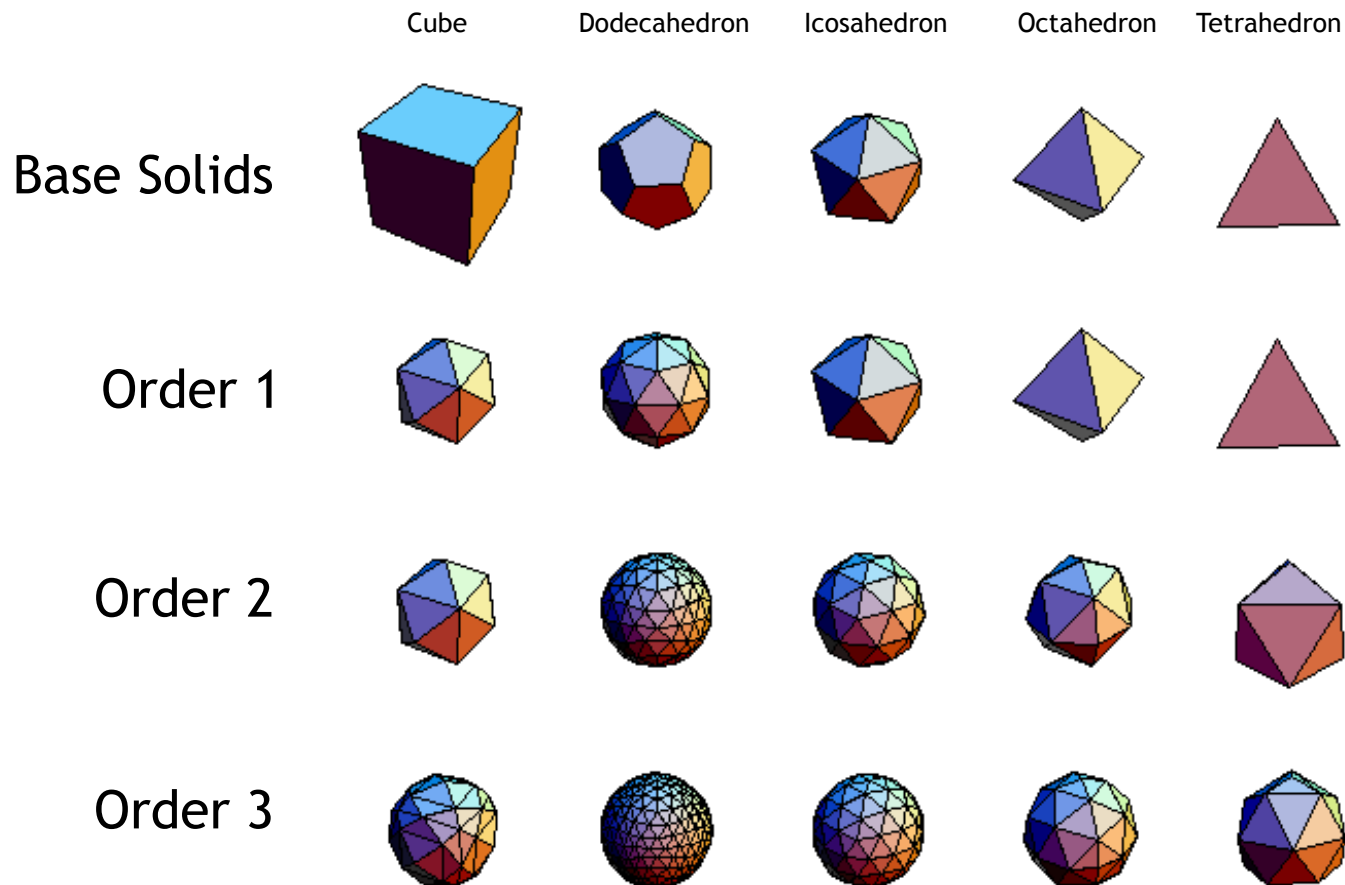 Cube Dodecahedron Icosahedron Octahedron Tetrahedron
Base Solids
Order 1
Order 2
Order 3